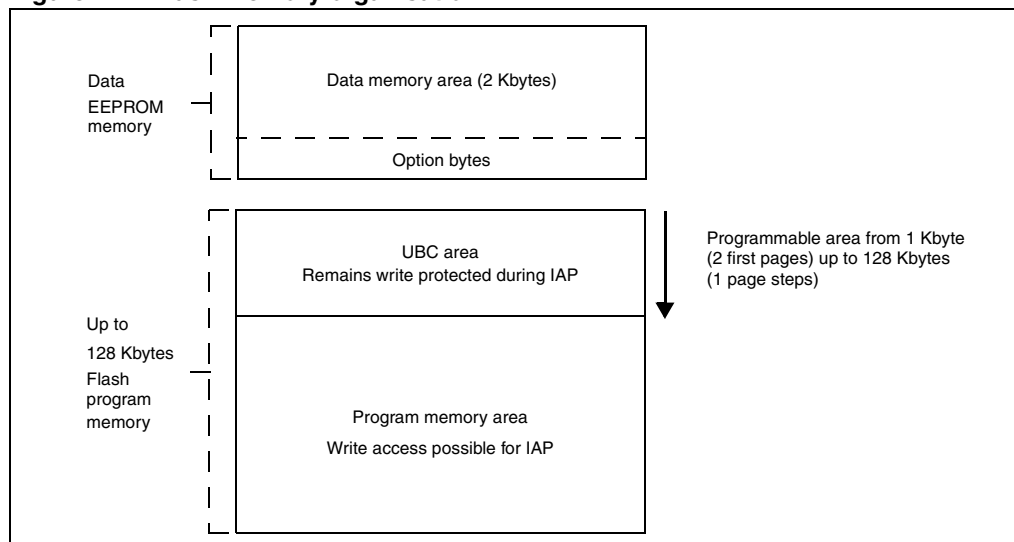 Data
EEPROM
memory
Data memory area (2 Kbytes)
Option bytes
Up to
128 Kbytes
Flash
program
memory
UBC area
Remains write protected during IAP
Program memory area
Write access possible for IAP
Programmable area from 1 Kbyte
(2 first pages) up to 128 Kbytes
(1 page steps)